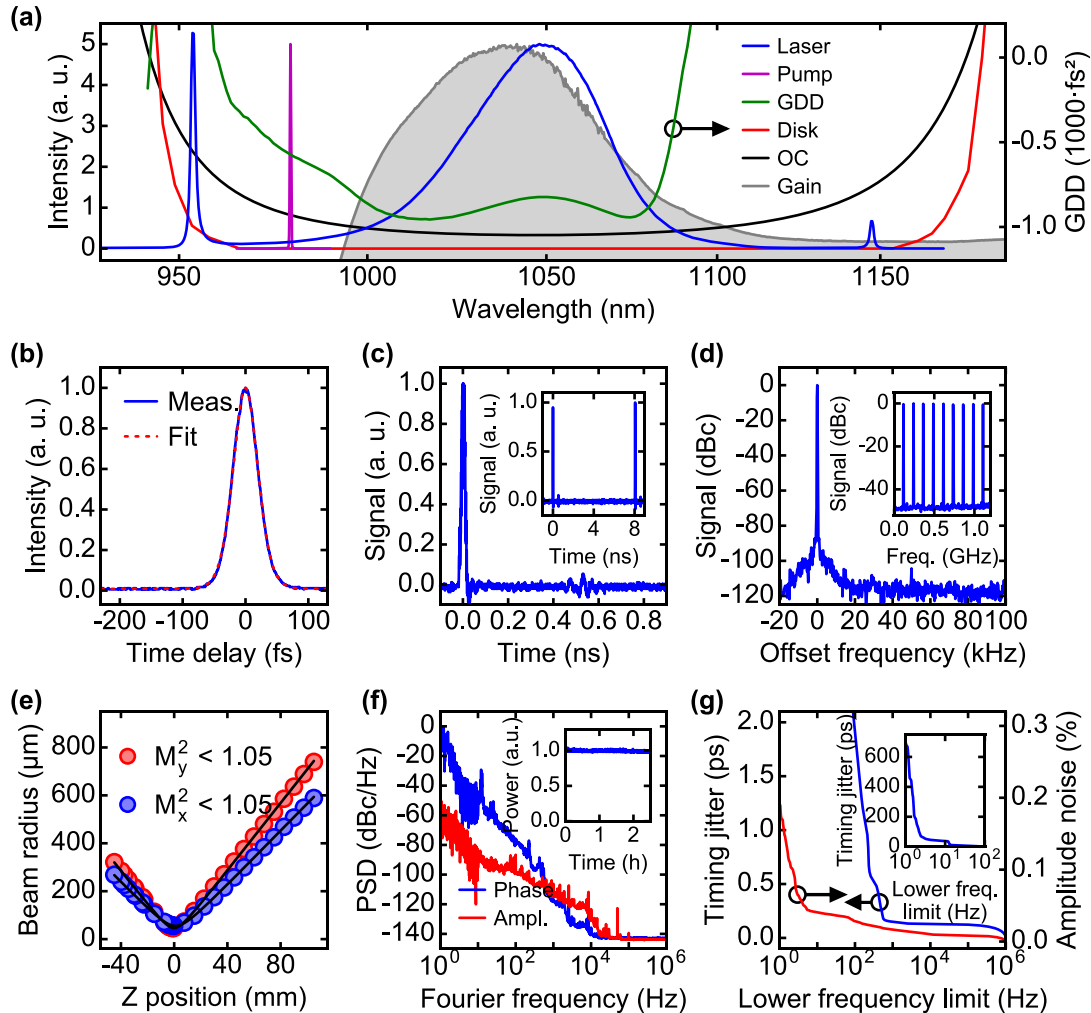 (a)
Intensity (a. u.)
5
4
3
2
1
0
Laser
Pump
GDD
Disk
OC
Gain
0.0
-0.5
-1.0
GDD (1000·fs²)
950
1000
1050
1100
1150
Wavelength (nm)
(b)
Intensity (a. u.)
1.0
0.8
0.6
0.4
0.2
0.0
Meas.
Fit
-200
-100
0
100
Time delay (fs)
(c)
Signal (a. u.)
1.0
0.8
0.6
0.4
0.2
0.0
Signal (a. u.)
1.0
0.5
0.0
0
4
8
Time (ns)
0.0
0.2
0.4
0.6
0.8
Time (ns)
(d)
Signal (dBc)
0
-20
-40
-60
-80
-100
-120
Signal (dBc)
0
-20
-40
0.0
0.5
1.0
Freq. (GHz)
-20
0
20
40
60
80
100
Offset frequency (kHz)
(e)
Beam radius (µm)
800
600
400
200
0
M²y < 1.05
M²x < 1.05
-40
0
40
80
Z position (mm)
(f)
PSD (dBc/Hz)
0
-20
-40
-60
-80
-100
-120
-140
Phase
Ampl.
Power (a.u.)
1.0
0.5
0.0
0
1
2
Time (h)
10⁰
10²
10⁴
10⁶
Fourier frequency (Hz)
(g)
Timing jitter (ps)
2.0
1.5
1.0
0.5
0.0
Timing jitter (ps)
600
400
200
0
10⁰
10¹
10²
Lower freq.
limit (Hz)
0.3
0.2
0.1
0.0
Amplitude noise (%)
10⁰
10²
10⁴
10⁶
Lower frequency limit (Hz)